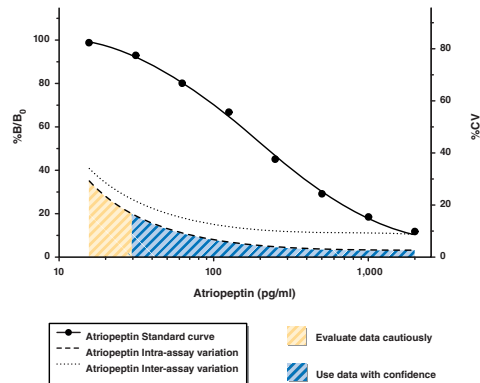 100
80
60
40
20
0
%B/B0
80
60
40
20
0
%CV
10
100
1,000
Atriopeptin (pg/ml)
Atriopeptin Standard curve
Atriopeptin Intra-assay variation
Atriopeptin Inter-assay variation
Evaluate data cautiously
Use data with confidence